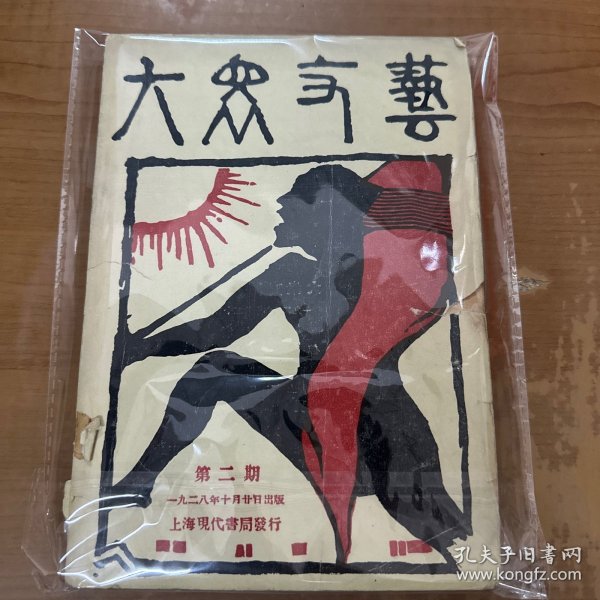 大衆文藝
第二期
一九二八年十月廿日出版
上海現代書局發行
孔夫子旧书网
www.kongfz.com